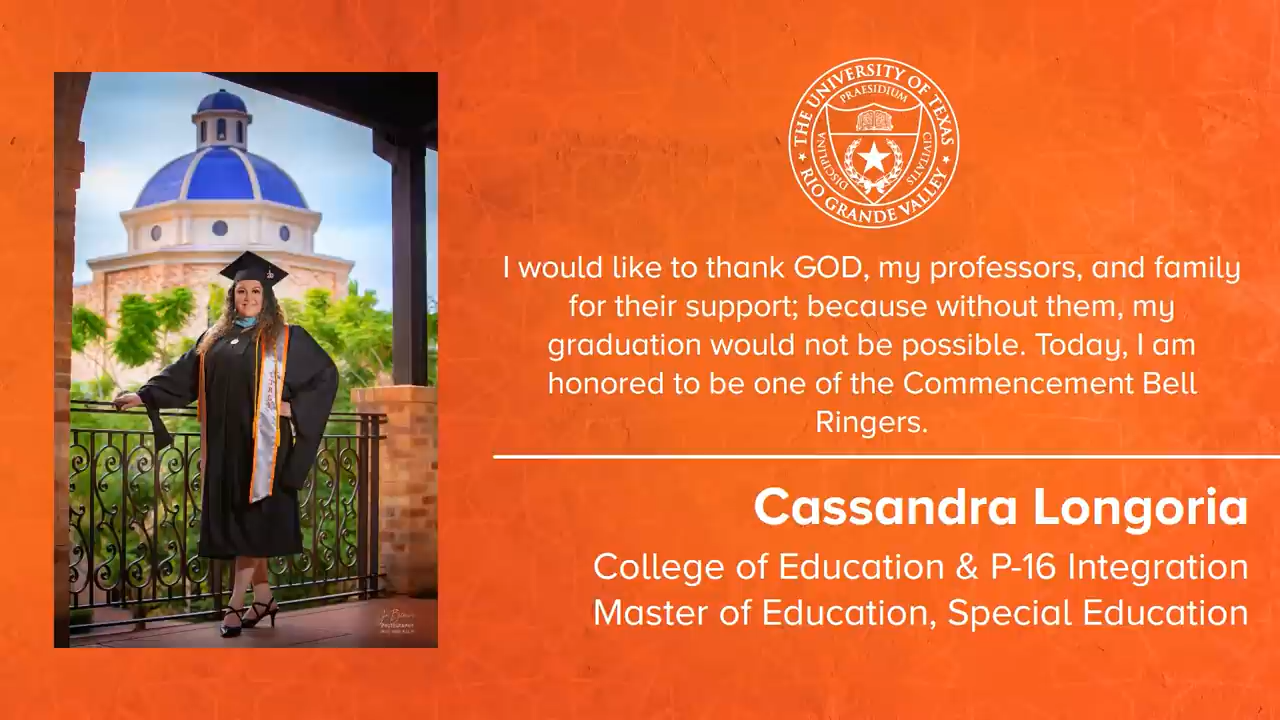 THE UNIVERSITY OF TEXAS
RIO GRANDE VALLEY
PRAESIDIUM
DISCIPLINA
CIVITATIS
I would like to thank GOD, my professors, and family
for their support; because without them, my
graduation would not be possible. Today, I am
honored to be one of the Commencement Bell
Ringers.
Cassandra Longoria
College of Education & P-16 Integration
Master of Education, Special Education